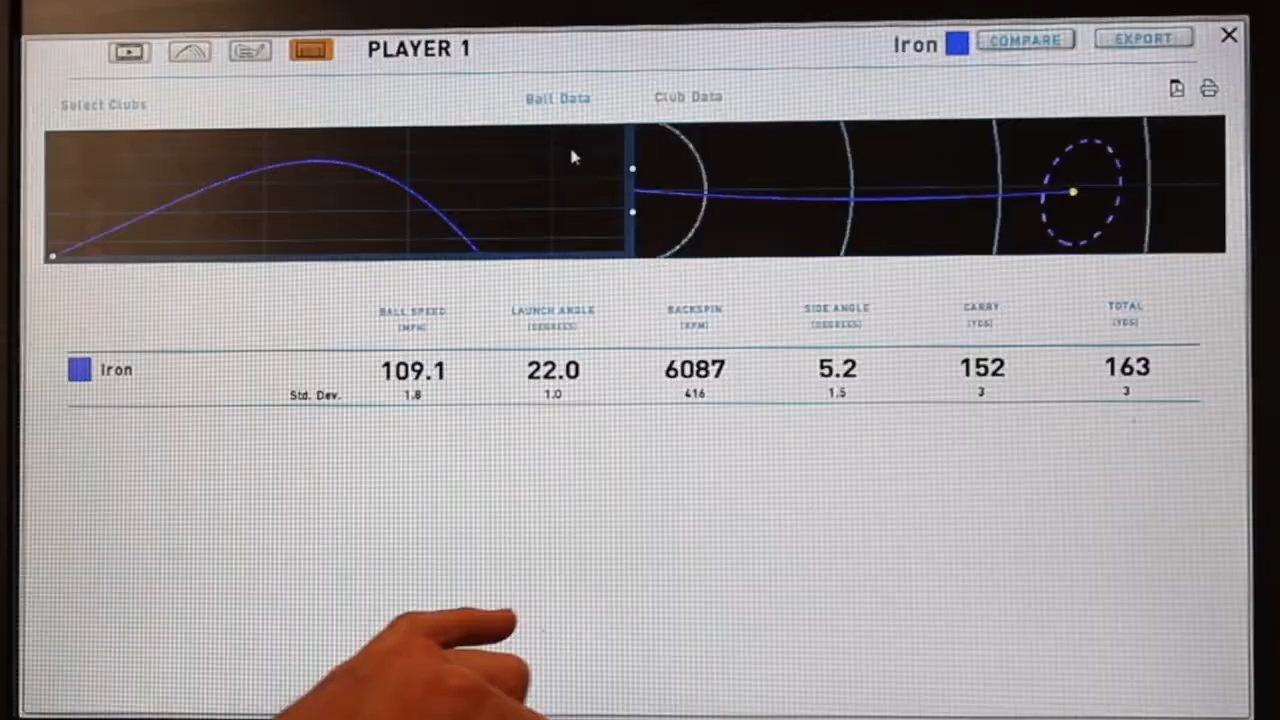 PLAYER 1
Iron COMPARE EXPORT
Select Clubs Ball Data Club Data
BALL SPEED LAUNCH ANGLE BACKSPIN SIDE ANGLE CARRY TOTAL
[MPH] [DEGREES] [RPM] [DEGREES] [YDS] [YDS]
Iron 109.1 22.0 6087 5.2 152 163
Std. Dev. 1.8 1.0 416 1.5 3 3